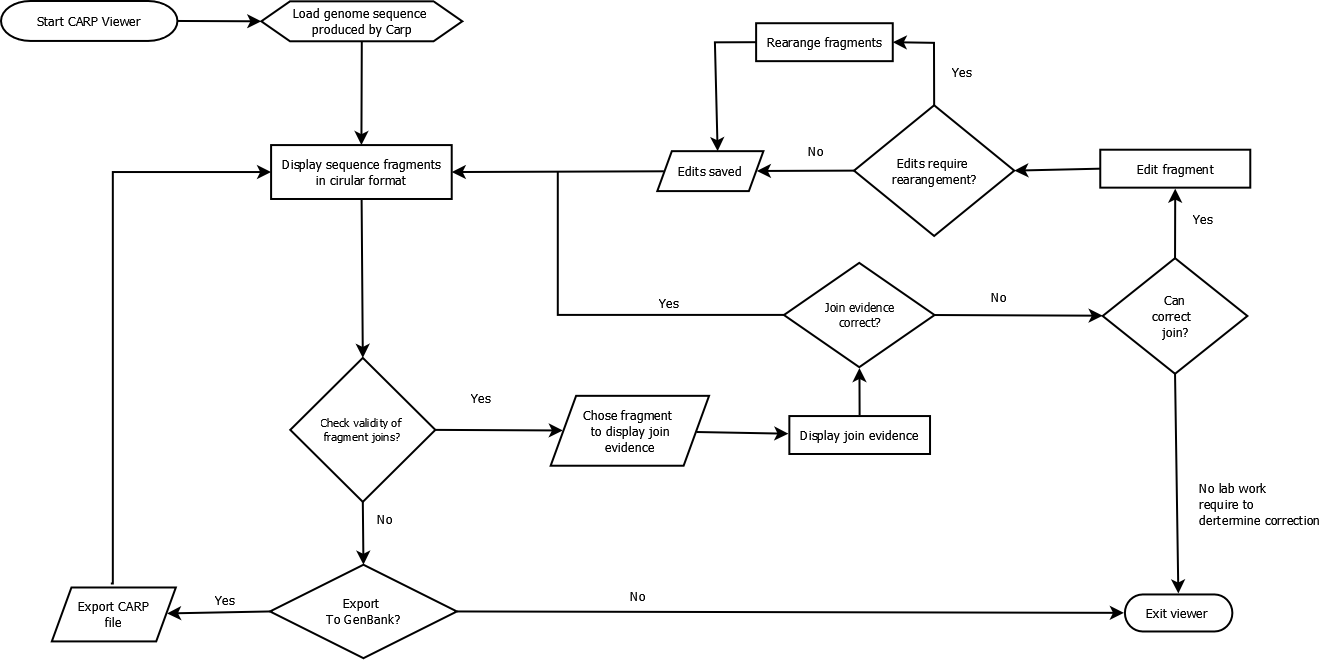 Start CARP Viewer
Load genome sequence
produced by Carp
Rearange fragments
Yes
Display sequence fragments
in cirular format
Edits saved
No
Edits require
rearangement?
Edit fragment
Yes
Yes
Join evidence
correct?
No
Can
correct
join?
Check validity of
fragment joins?
Yes
Chose fragment
to display join
evidence
Display join evidence
No
No lab work
require to
dertermine correction
Export CARP
file
Yes
Export
To GenBank?
No
Exit viewer